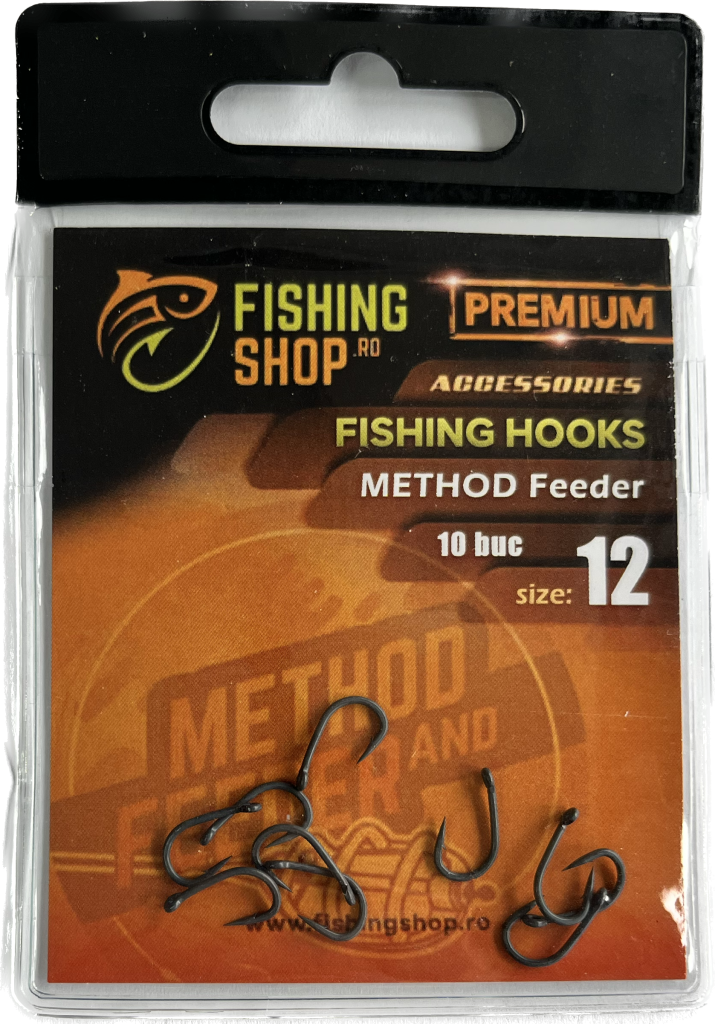 FISHING
SHOP.RO
PREMIUM
ACCESSORIES
FISHING HOOKS
METHOD Feeder
10 buc
size: 12
METHOD
AND
FEEDER
www.fishingshop.ro